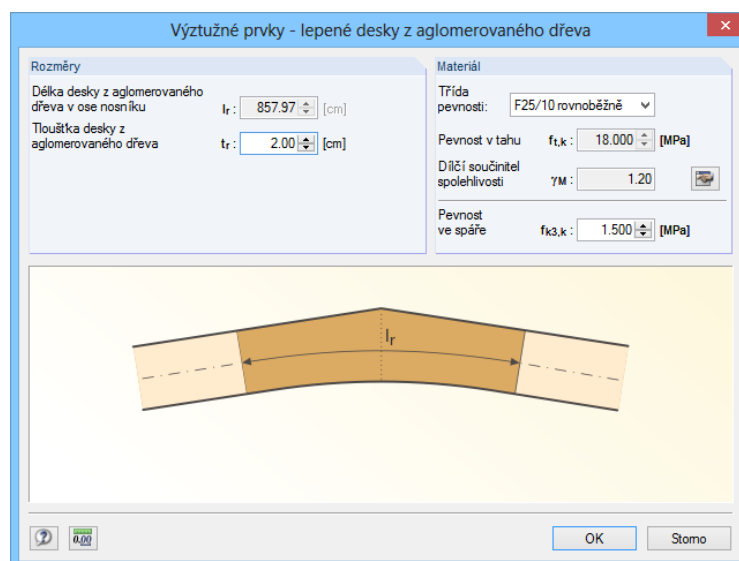 Výztužné prvky - lepené desky z aglomerovaného dřeva
Rozměry
Délka desky z aglomerovaného
dřeva v ose nosníku lr : 857.97 [cm]
Tloušťka desky z
aglomerovaného dřeva tr : 2.00 [cm]
Materiál
Třída
pevnosti: F25/10 rovnoběžně
Pevnost v tahu ft,k : 18.000 [MPa]
Dílčí součinitel
spolehlivosti γM : 1.20
Pevnost
ve spáře fk3,k : 1.500 [MPa]
lr
0.00
OK
Storno